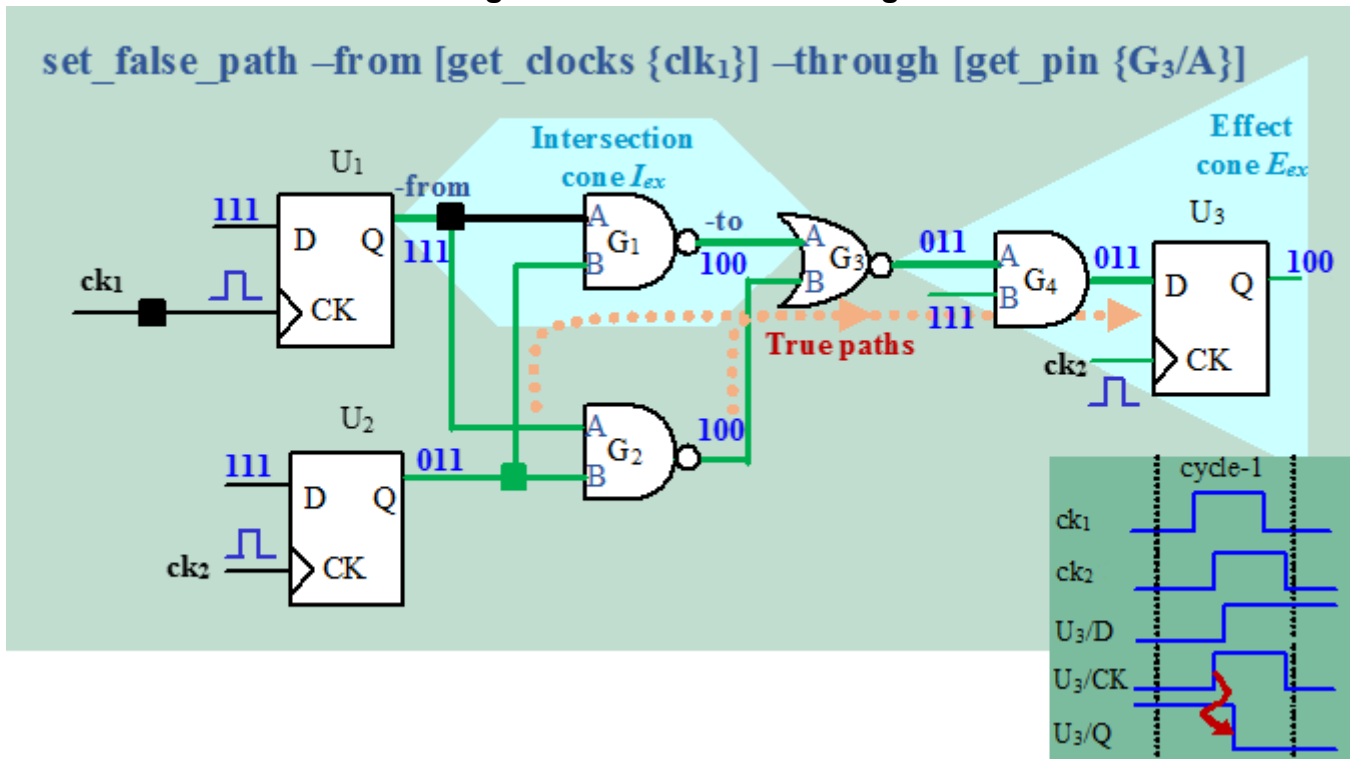 set_false_path –from [get_clocks {clk1}] –through [get_pin {G3/A}]
Intersection
cone Iex
Effect
cone Eex
U1
-from
111
D
Q
111
CK
ck1
A
B
G1
-to
100
A
B
G3
011
A
B
G4
111
011
U3
D
Q
100
CK
ck2
True paths
U2
111
D
Q
011
CK
ck2
A
B
G2
100
cycle-1
ck1
ck2
U3/D
U3/CK
U3/Q